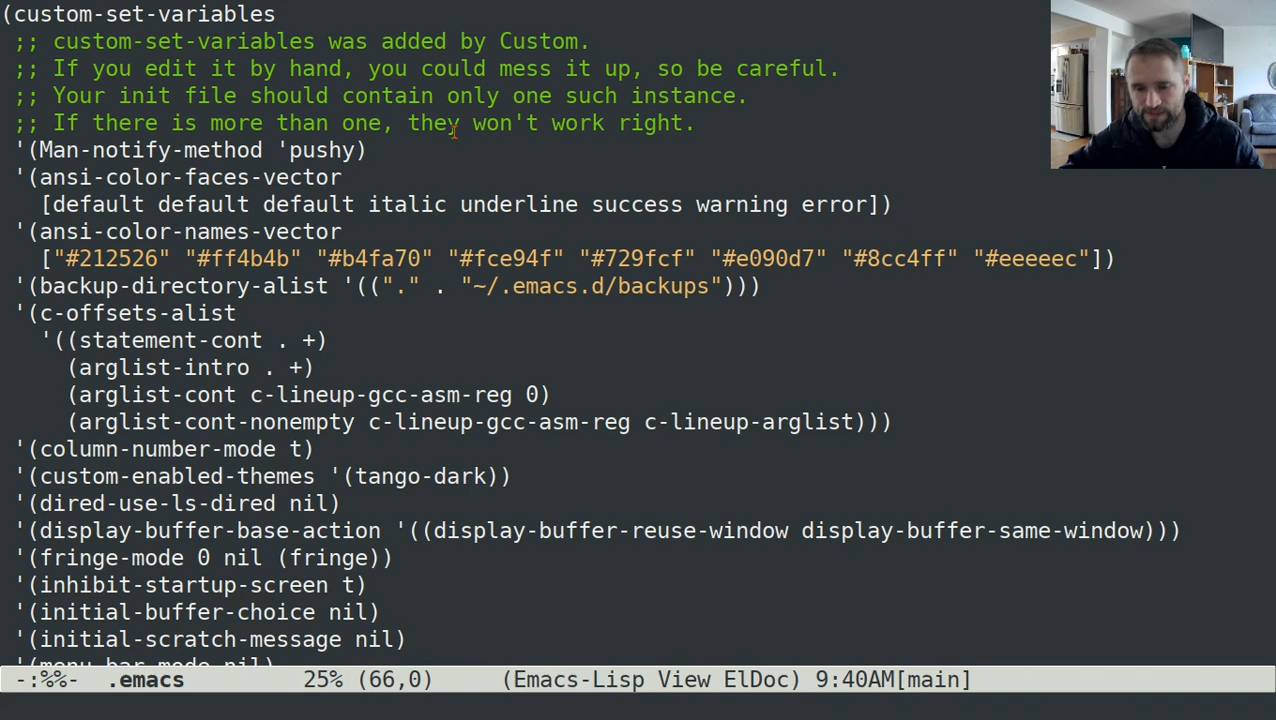 (custom-set-variables
 ;; custom-set-variables was added by Custom.
 ;; If you edit it by hand, you could mess it up, so be careful.
 ;; Your init file should contain only one such instance.
 ;; If there is more than one, they won't work right.
 '(Man-notify-method 'pushy)
 '(ansi-color-faces-vector
   [default default default italic underline success warning error])
 '(ansi-color-names-vector
   ["#212526" "#ff4b4b" "#b4fa70" "#fce94f" "#729fcf" "#e090d7" "#8cc4ff" "#eeeeec"])
 '(backup-directory-alist '(("." . "~/.emacs.d/backups")))
 '(c-offsets-alist
   '((statement-cont . +)
     (arglist-intro . +)
     (arglist-cont c-lineup-gcc-asm-reg 0)
     (arglist-cont-nonempty c-lineup-gcc-asm-reg c-lineup-arglist)))
 '(column-number-mode t)
 '(custom-enabled-themes '(tango-dark))
 '(dired-use-ls-dired nil)
 '(display-buffer-base-action '((display-buffer-reuse-window display-buffer-same-window)))
 '(fringe-mode 0 nil (fringe))
 '(inhibit-startup-screen t)
 '(initial-buffer-choice nil)
 '(initial-scratch-message nil)
 '(menu-bar-mode nil)
-:%%-  .emacs         25% (66,0)     (Emacs-Lisp View ElDoc) 9:40AM[main]